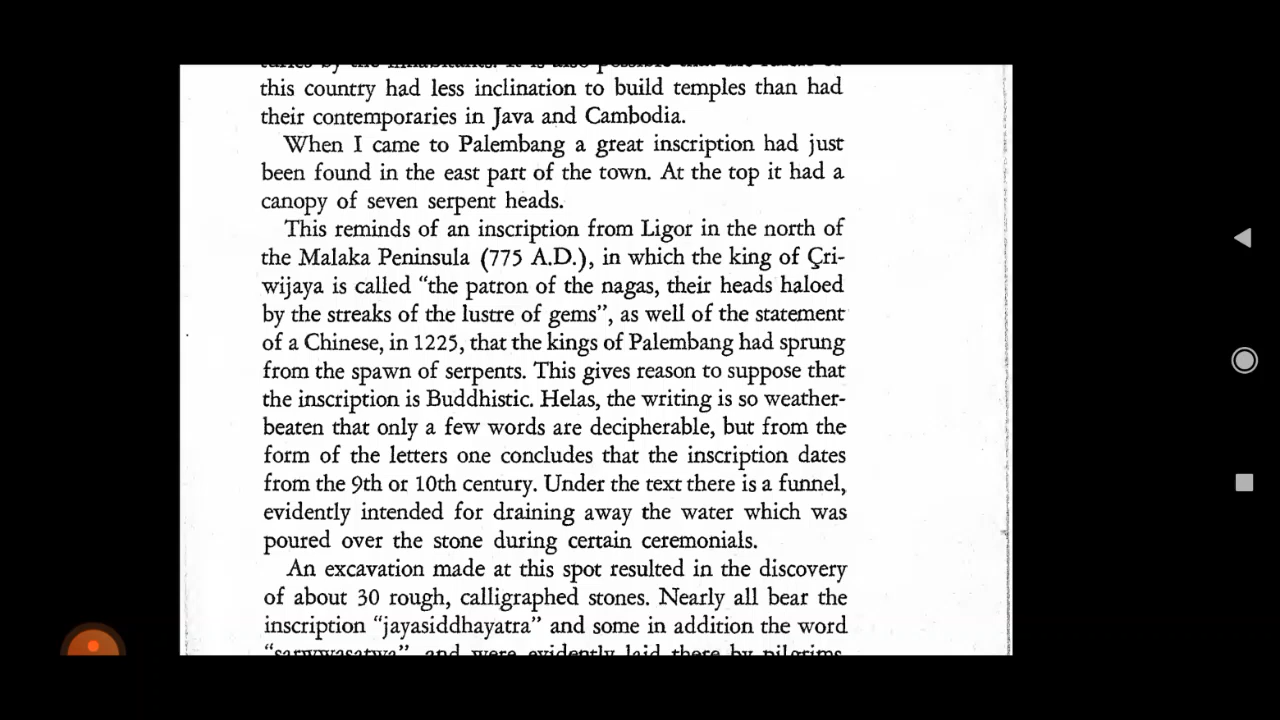 this country had less inclination to build temples than had
their contemporaries in Java and Cambodia.
When I came to Palembang a great inscription had just
been found in the east part of the town. At the top it had a
canopy of seven serpent heads.
This reminds of an inscription from Ligor in the north of
the Malaka Peninsula (775 A.D.), in which the king of Çri-
wijaya is called “the patron of the nagas, their heads haloed
by the streaks of the lustre of gems”, as well of the statement
of a Chinese, in 1225, that the kings of Palembang had sprung
from the spawn of serpents. This gives reason to suppose that
the inscription is Buddhistic. Helas, the writing is so weather-
beaten that only a few words are decipherable, but from the
form of the letters one concludes that the inscription dates
from the 9th or 10th century. Under the text there is a funnel,
evidently intended for draining away the water which was
poured over the stone during certain ceremonials.
An excavation made at this spot resulted in the discovery
of about 30 rough, calligraphed stones. Nearly all bear the
inscription “jayasiddhayatra” and some in addition the word
and were evidently laid there by pilgrims.